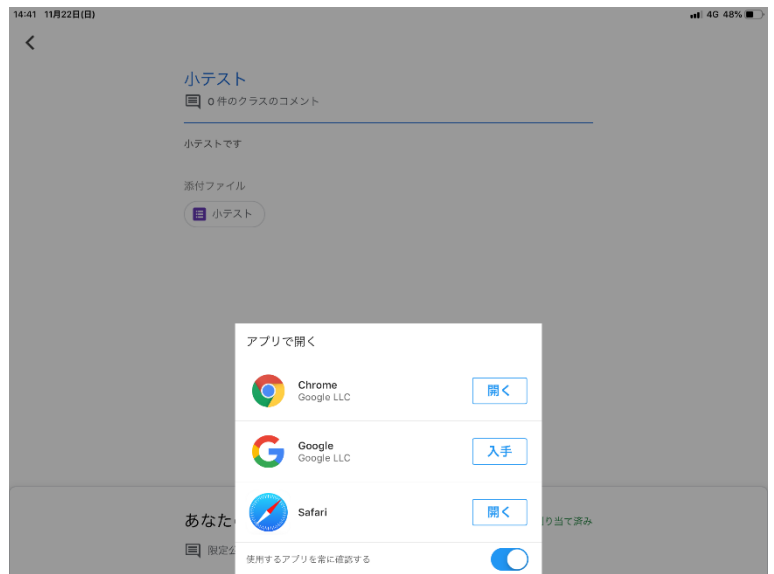 14:41 11月22日(日)
4G 48%
小テスト
0 件のクラスのコメント
小テストです
添付ファイル
小テスト
アプリで開く
Chrome
Google LLC
開く
Google
Google LLC
入手
Safari
開く
あなた
り当て済み
限定公
使用するアプリを常に確認する